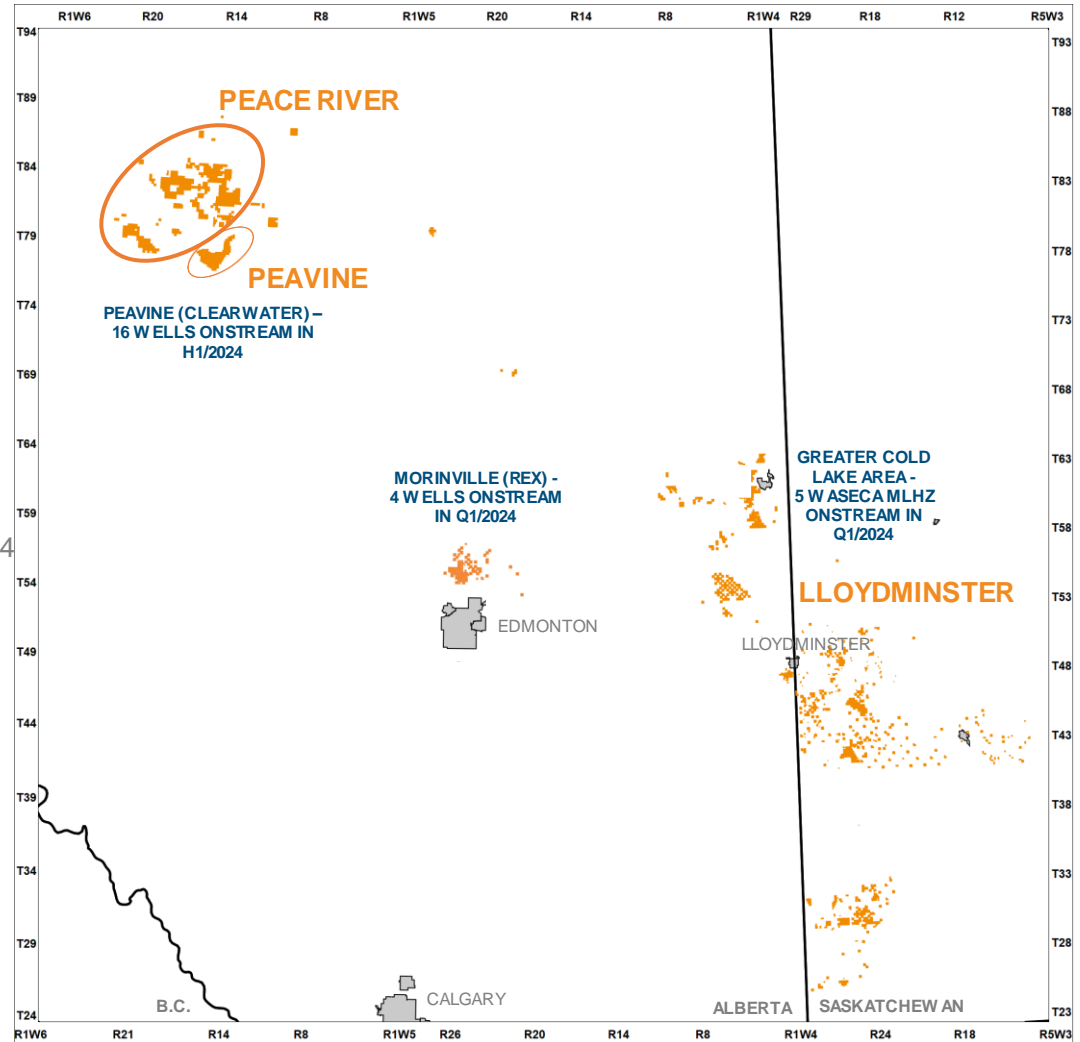 R1W6 R20 R14 R8 R1W5 R20 R14 R8 R1W4 R29 R18 R12 R5W3
T94
T93
PEACE RIVER
T89
T88
T84
T83
T79
T78
PEAVINE
T74
T73
PEAVINE (CLEARWATER) –
16 WELLS ONSTREAM IN
H1/2024
T69
T68
T64
T63
MORINVILLE (REX) -
4 WELLS ONSTREAM
IN Q1/2024
GREATER COLD
LAKE AREA -
5 WASECA MLHZ
ONSTREAM IN
Q1/2024
T59
T58
4
T54
T53
LLOYDMINSTER
EDMONTON
LLOYDMINSTER
T49
T48
T44
T43
T39
T38
T34
T33
T29
T28
CALGARY
B.C.
ALBERTA
SASKATCHEWAN
T24
T23
R1W6 R21 R14 R8 R1W5 R26 R20 R14 R8 R1W4 R24 R18 R5W3